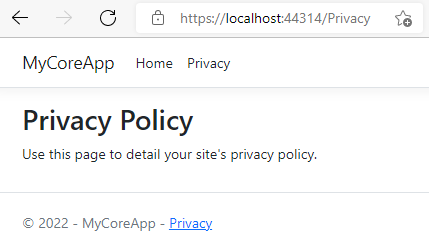 https://localhost:44314/Privacy
MyCoreApp Home Privacy
Privacy Policy
Use this page to detail your site's privacy policy.
© 2022 - MyCoreApp - Privacy